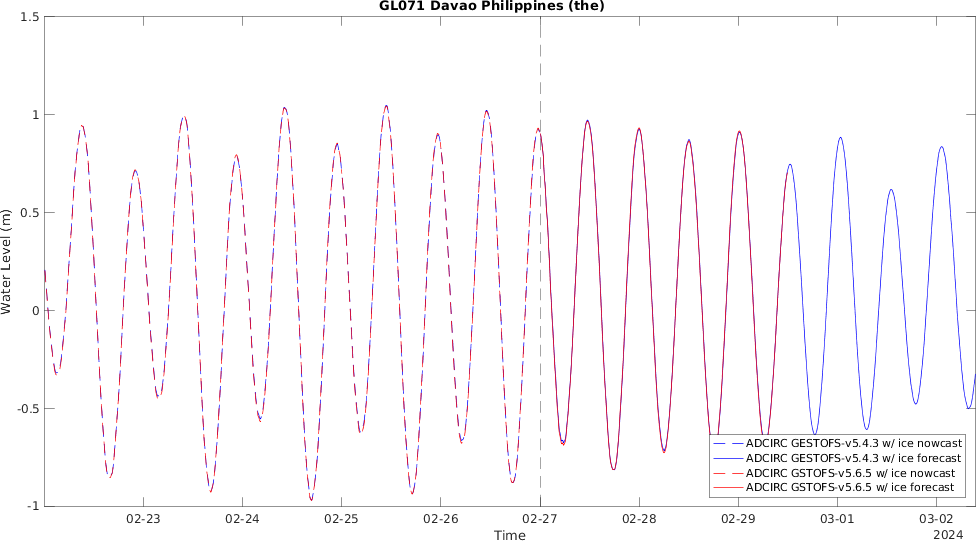 GL071 Davao Philippines (the)
1.5
1
0.5
0
-0.5
-1
Water Level (m)
02-23
02-24
02-25
02-26
02-27
02-28
02-29
03-01
03-02
Time
2024
ADCIRC GESTOFS-v5.4.3 w/ ice nowcast
ADCIRC GESTOFS-v5.4.3 w/ ice forecast
ADCIRC GSTOFS-v5.6.5 w/ ice nowcast
ADCIRC GSTOFS-v5.6.5 w/ ice forecast